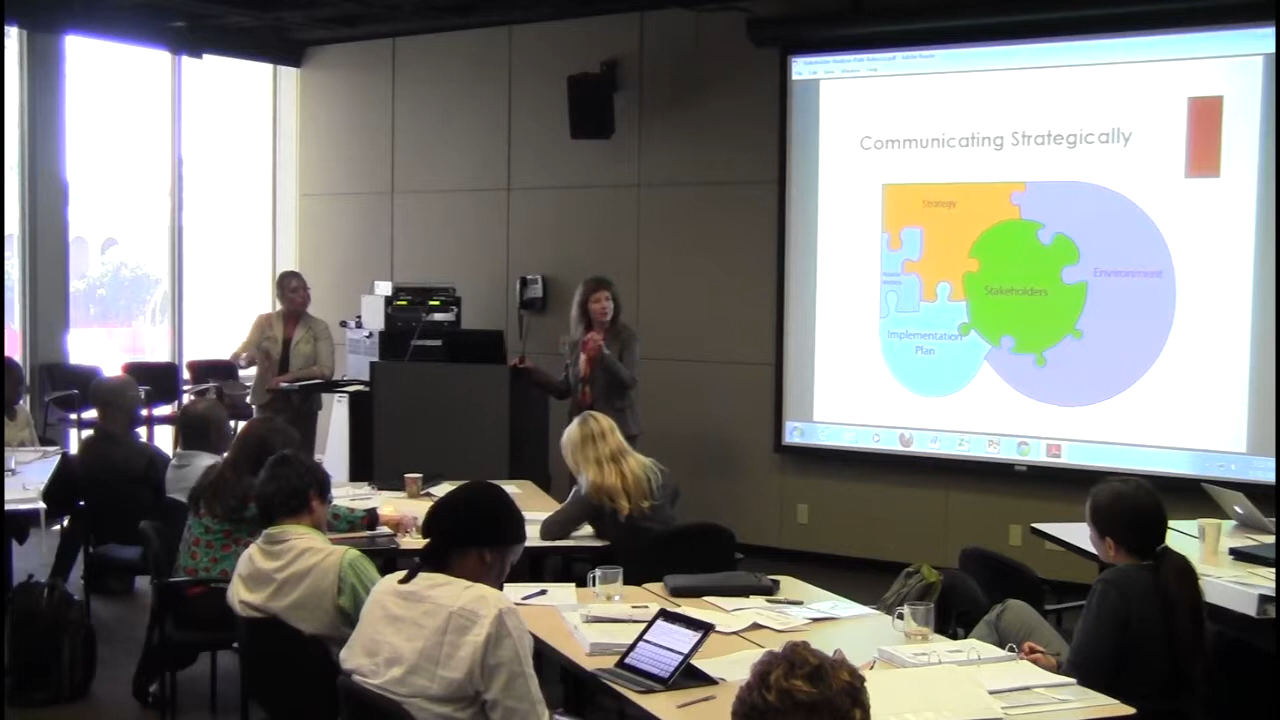 Communicating Strategically
Strategy
Environment
Stakeholders
Implementation
Plan